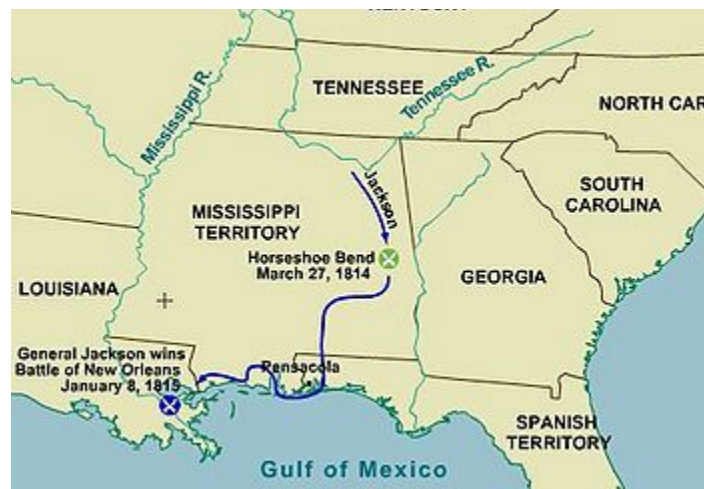 TENNESSEE
Tennessee R.
Mississippi R.
NORTH CAR
Jackson
SOUTH
CAROLINA
MISSISSIPPI
TERRITORY
Horseshoe Bend
March 27, 1814
GEORGIA
LOUISIANA
General Jackson wins
Battle of New Orleans
January 8, 1815
Pensacola
SPANISH
TERRITORY
Gulf of Mexico